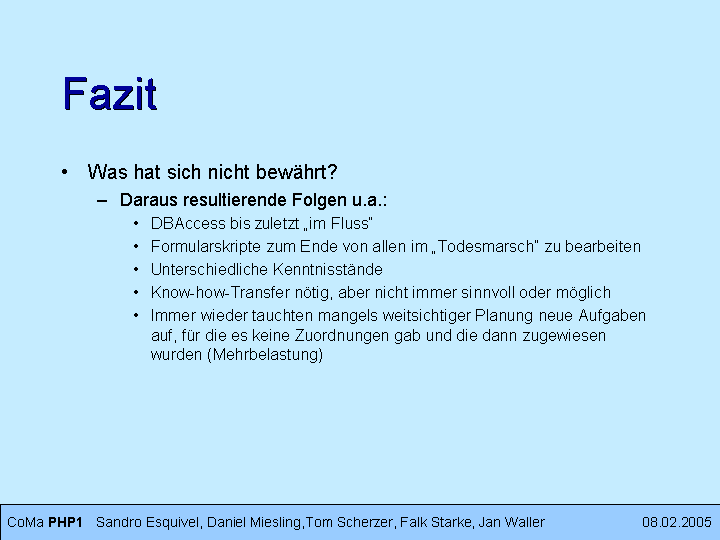 Fazit
• Was hat sich nicht bewährt?
– Daraus resultierende Folgen u.a.:
• DBAccess bis zuletzt „im Fluss“
• Formularskripte zum Ende von allen im „Todesmarsch“ zu bearbeiten
• Unterschiedliche Kenntnisstände
• Know-how-Transfer nötig, aber nicht immer sinnvoll oder möglich
• Immer wieder tauchten mangels weitsichtiger Planung neue Aufgaben
auf, für die es keine Zuordnungen gab und die dann zugewiesen
wurden (Mehrbelastung)
CoMa PHP1 Sandro Esquivel, Daniel Miesling,Tom Scherzer, Falk Starke, Jan Waller 08.02.2005